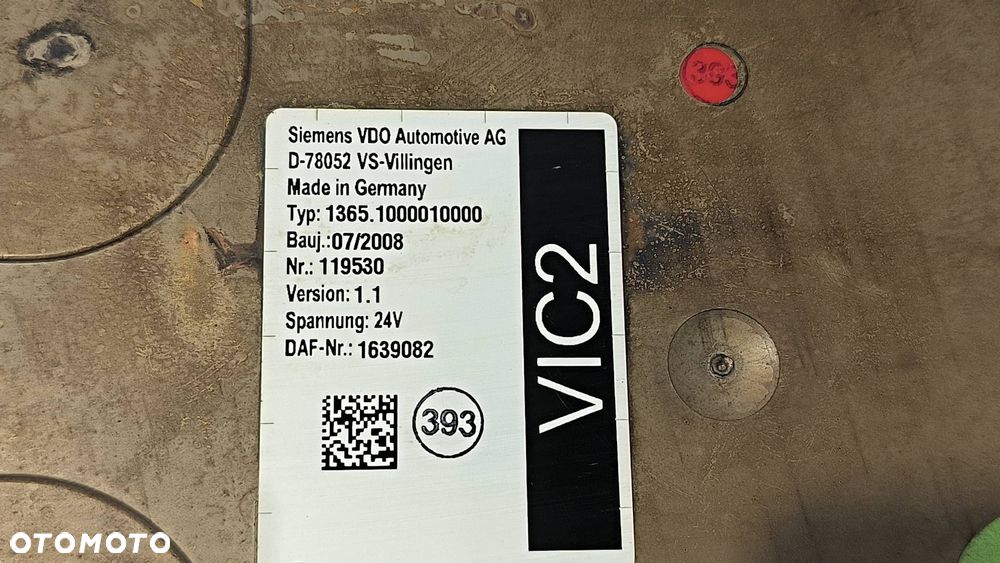 393
Siemens VDO Automotive AG
D-78052 VS-Villingen
Made in Germany
Typ: 1365.1000010000
Bauj.:07/2008
Nr.: 119530
Version: 1.1
Spannung: 24V
DAF-Nr.: 1639082
393
VIC2
OTOMOTO